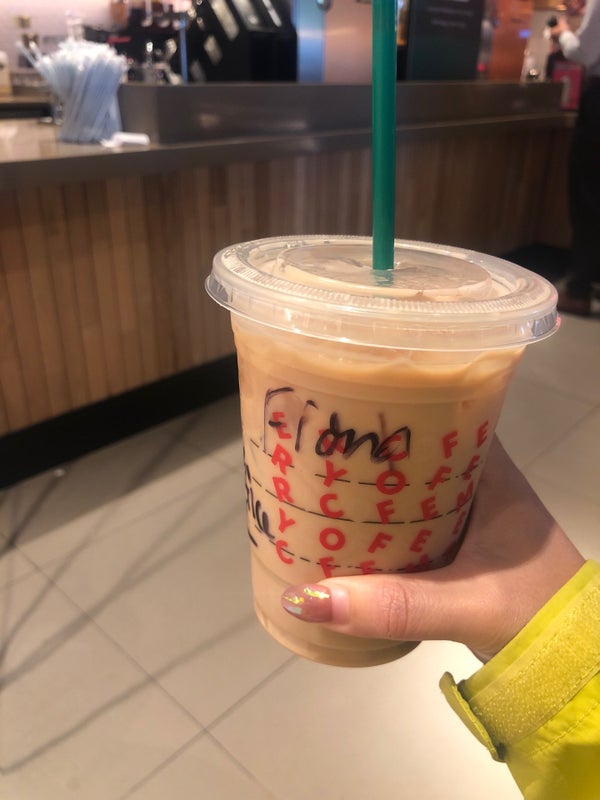 Fiona
E R C F E
R Y O F E
R C F E M
Y O F E
C F E